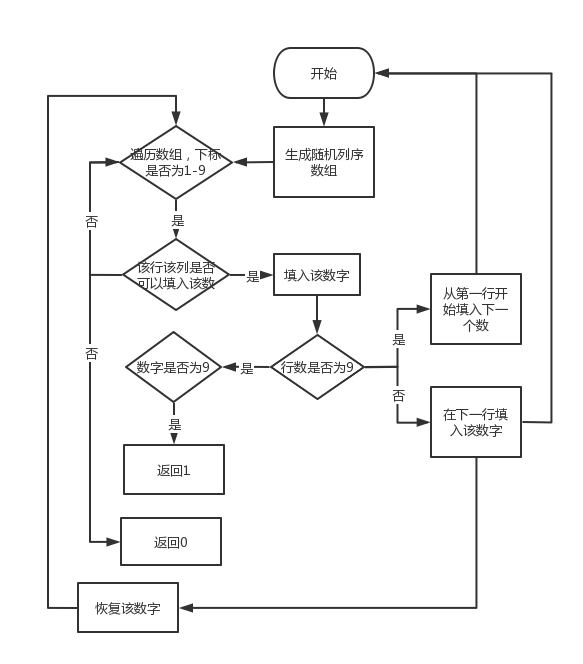 开始
生成随机列序
数组
遍历数组，下标
是否为1-9
否
是
该行该列是否
可以填入该数
是
填入该数字
从第一行开
始填入下一
个数
是
否
数字是否为9
是
行数是否为9
否
在下一行填
入该数字
是
返回1
返回0
恢复该数字